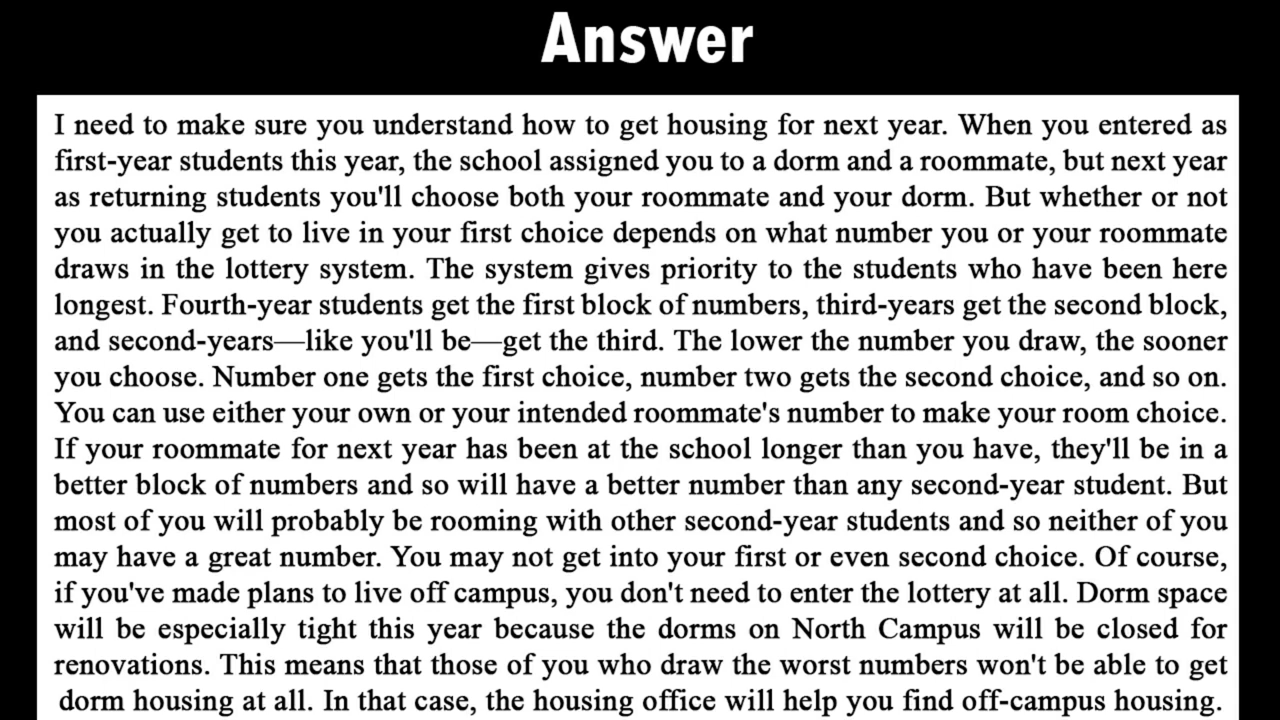 Answer
I need to make sure you understand how to get housing for next year. When you entered as
first-year students this year, the school assigned you to a dorm and a roommate, but next year
as returning students you'll choose both your roommate and your dorm. But whether or not
you actually get to live in your first choice depends on what number you or your roommate
draws in the lottery system. The system gives priority to the students who have been here
longest. Fourth-year students get the first block of numbers, third-years get the second block,
and second-years—like you'll be—get the third. The lower the number you draw, the sooner
you choose. Number one gets the first choice, number two gets the second choice, and so on.
You can use either your own or your intended roommate's number to make your room choice.
If your roommate for next year has been at the school longer than you have, they'll be in a
better block of numbers and so will have a better number than any second-year student. But
most of you will probably be rooming with other second-year students and so neither of you
may have a great number. You may not get into your first or even second choice. Of course,
if you've made plans to live off campus, you don't need to enter the lottery at all. Dorm space
will be especially tight this year because the dorms on North Campus will be closed for
renovations. This means that those of you who draw the worst numbers won't be able to get
dorm housing at all. In that case, the housing office will help you find off-campus housing.